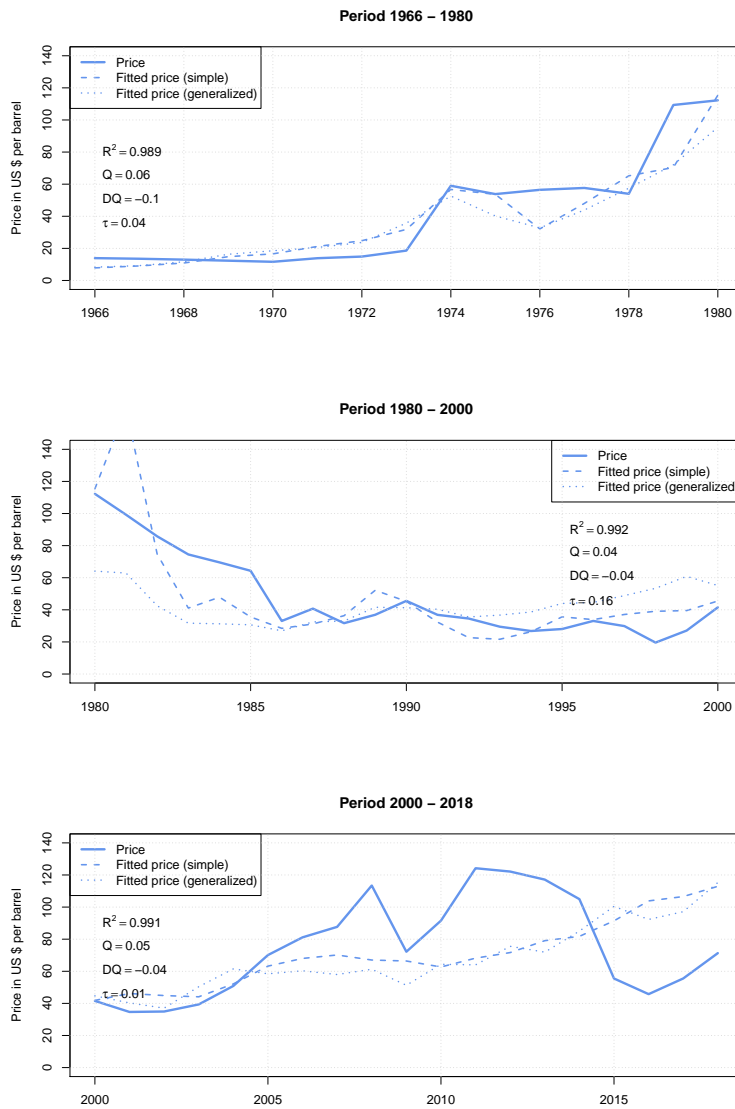 Period 1966 − 1980
Price in US $ per barrel
0 20 40 60 80 100 120 140
Price
Fitted price (simple)
Fitted price (generalized)
R² = 0.989
Q = 0.06
DQ = −0.1
τ = 0.04
1966 1968 1970 1972 1974 1976 1978 1980
Period 1980 − 2000
Price in US $ per barrel
0 20 40 60 80 100 120 140
Price
Fitted price (simple)
Fitted price (generalized
R² = 0.992
Q = 0.04
DQ = −0.04
τ = 0.16
1980 1985 1990 1995 2000
Period 2000 − 2018
Price in US $ per barrel
0 20 40 60 80 100 120 140
Price
Fitted price (simple)
Fitted price (generalized)
R² = 0.991
Q = 0.05
DQ = −0.04
τ = 0.01
2000 2005 2010 2015